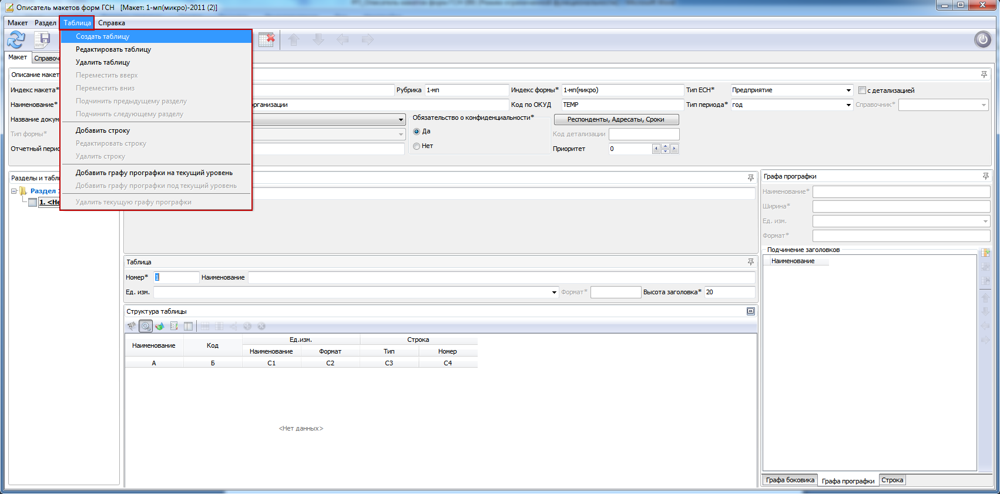 Описатель макетов форм ГСН   [Макет: 1-мп(микро)-2011 (2)]
Макет Раздел Таблица Справка
Создать таблицу
Редактировать таблицу
Удалить таблицу
Переместить вверх
Переместить вниз
Подчинить предыдущему разделу
Подчинить следующему разделу
Добавить строку
Редактировать строку
Удалить строку
Добавить графу прографки на текущий уровень
Добавить графу прографки под текущий уровень
Удалить текущую графу прографки
Макет Справоч
Описание макет
Индекс макета* Рубрика 1-мп Индекс формы* 1-мп(микро) Тип ЕСН* Предприятие с детализацией
Наименование* организации Код по ОКУД TEMP Тип периода* год Справочник*
Название докум Обязательство о конфиденциальности* Респонденты, Адресаты, Сроки
Тип формы* Да Код детализации
Отчетный перио Нет Приоритет 0
Разделы и табли
Раздел
1. <Не
Таблица
Номер* 1 Наименование
Ед. изм. Формат* Высота заголовка* 20
Структура таблицы
Наименование Код Ед.изм. Строка
Наименование Формат Тип Номер
А Б С1 С2 С3 С4
<Нет данных>
Графа прографки
Наименование*
Ширина*
Ед. изм.
Формат*
Подчинение заголовков
Наименование
Графа боковика Графа прографки Строка